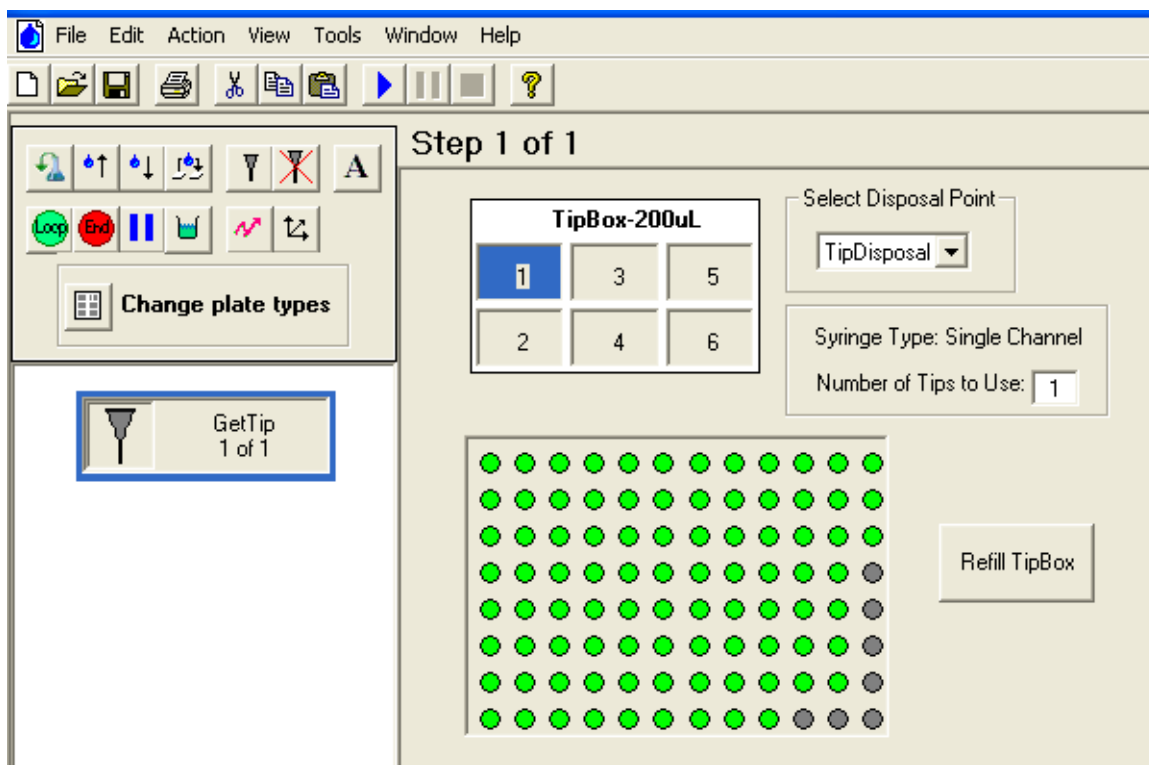 File Edit Action View Tools Window Help
Step 1 of 1
A
Loop End
Change plate types
GetTip
1 of 1
TipBox-200uL
1 3 5
2 4 6
Select Disposal Point
TipDisposal
Syringe Type: Single Channel
Number of Tips to Use: 1
Refill TipBox